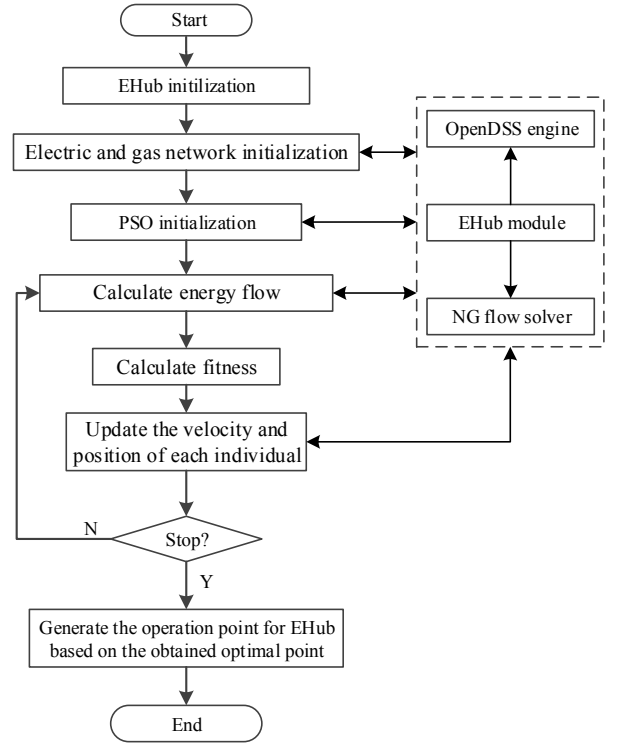 Start
EHub initilization
Electric and gas network initialization
PSO initialization
Calculate energy flow
Calculate fitness
Update the velocity and
position of each individual
N
Stop?
Y
Generate the operation point for EHub
based on the obtained optimal point
End
OpenDSS engine
EHub module
NG flow solver